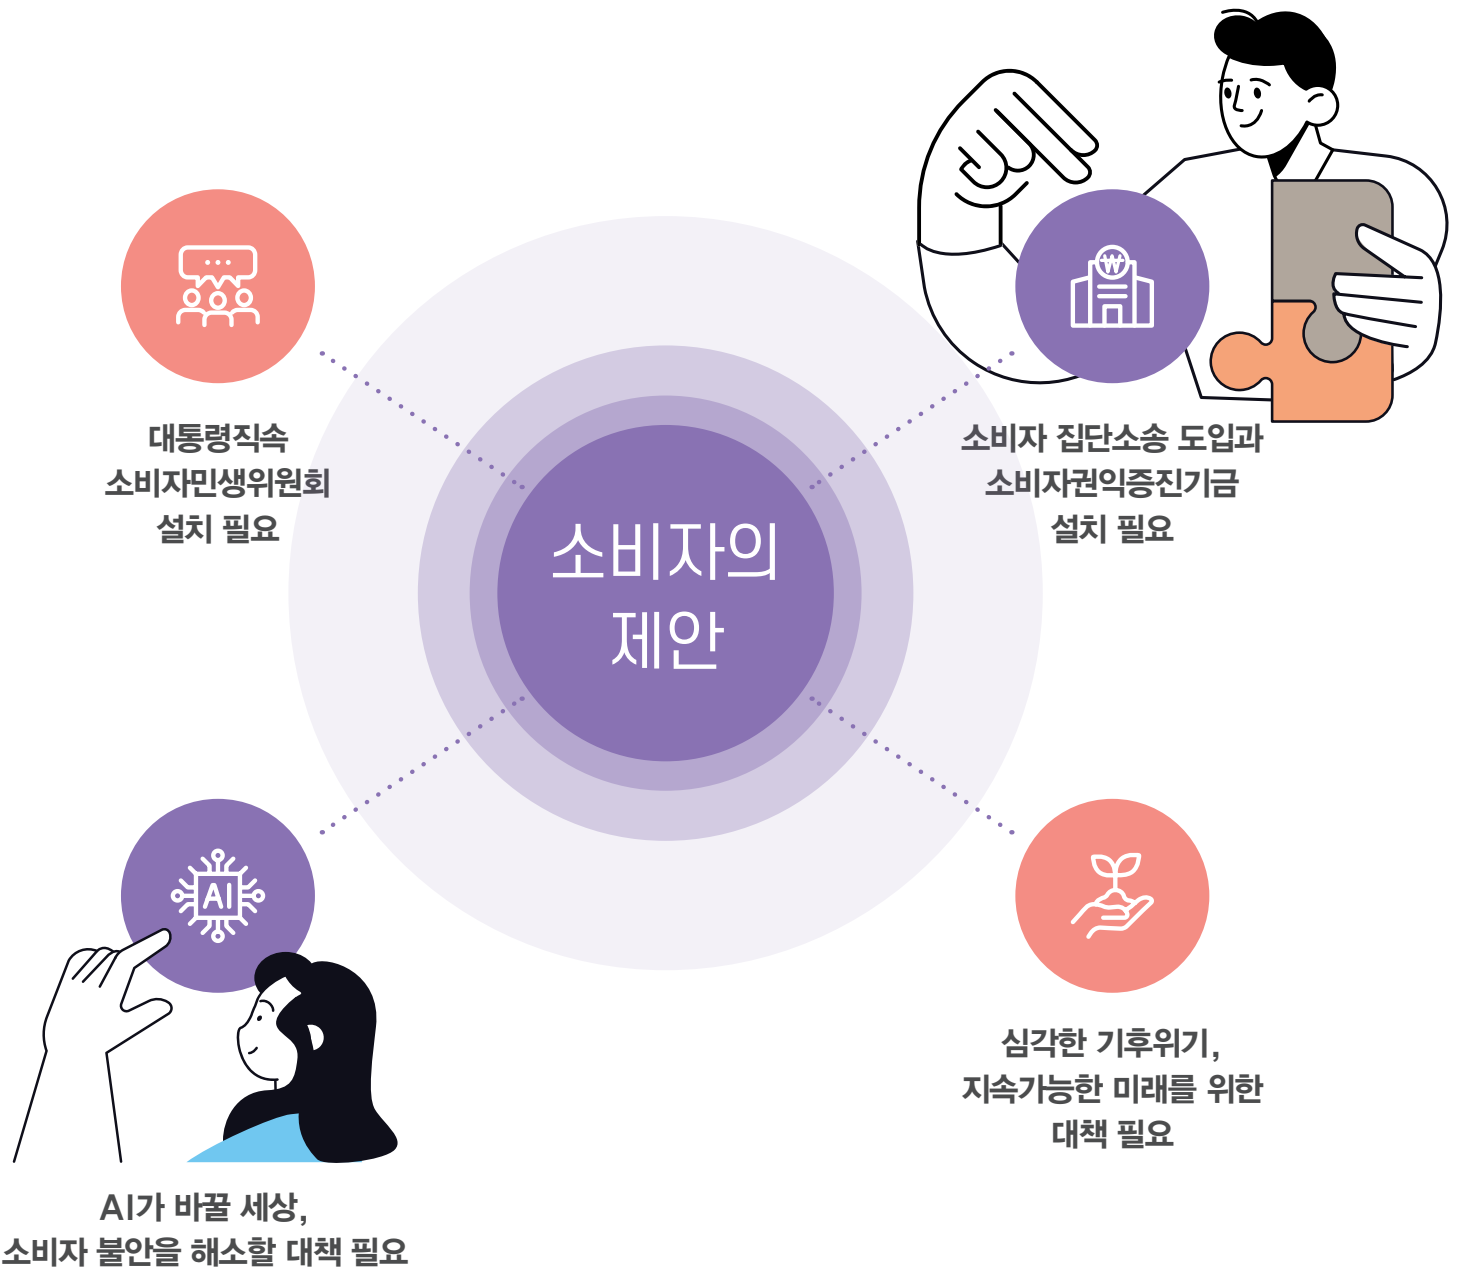 대통령직속
소비자민생위원회
설치 필요
소비자 집단소송 도입과
소비자권익증진기금
설치 필요
소비자의
제안
AI
AI가 바꿀 세상,
소비자 불안을 해소할 대책 필요
심각한 기후위기,
지속가능한 미래를 위한
대책 필요